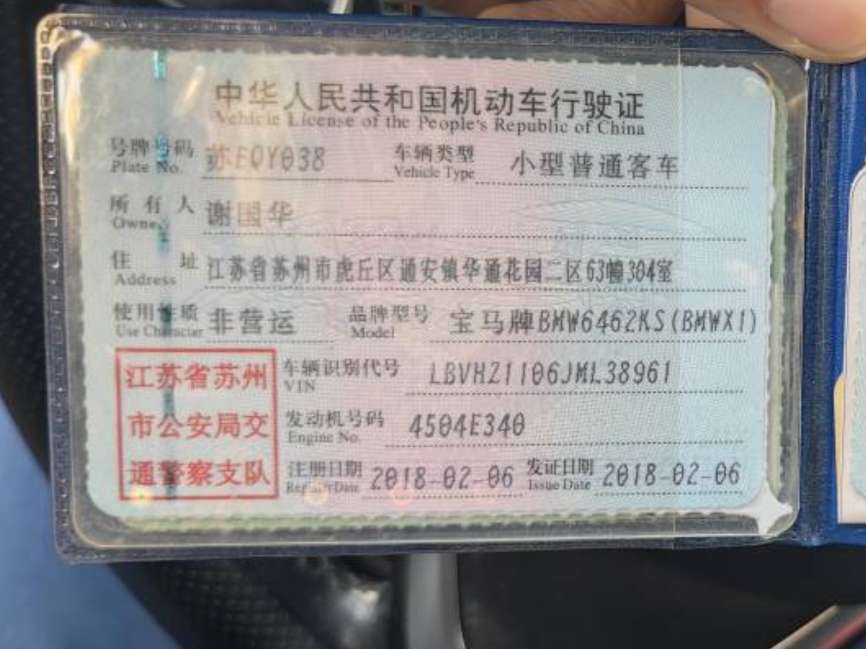 中华人民共和国机动车行驶证
Vehicle License of the People's Republic of China
号牌号码 苏EQY038 车辆类型 小型普通客车
Plate No. Vehicle Type
所有人 谢国华
Owner
住址 江苏省苏州市虎丘区通安镇华通花园二区63幢304室
Address
使用性质 非营运 品牌型号 宝马牌BMW6462KS(BMWX1)
Use Character Model
江苏省苏州 车辆识别代号 LBVHZ1106JML38961
VIN
市公安局交 发动机号码 4504E340
Engine No.
通警察支队 注册日期 2018-02-06 发证日期 2018-02-06
Register Date Issue Date